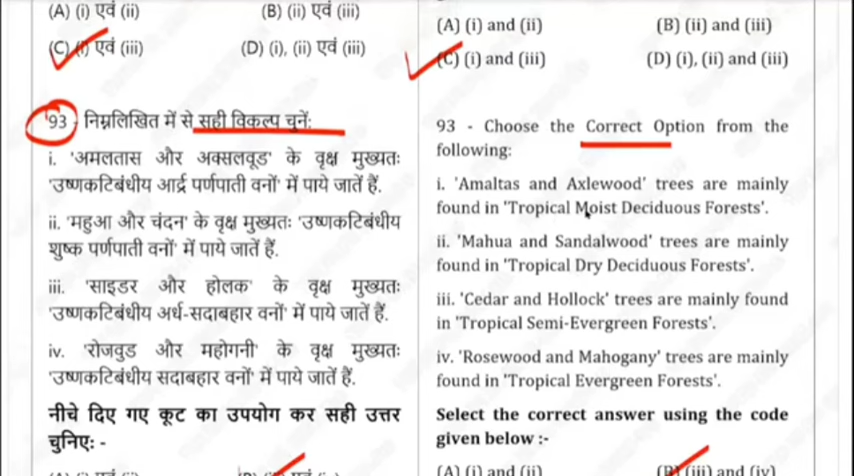 (A) (i) एवं (ii) (B) (ii) एवं (iii)
(C) (i) एवं (iii) (D) (i), (ii) एवं (iii)
93 - निम्नलिखित में से सही विकल्प चुनें:
i. 'अमलतास और अक्सलवूड' के वृक्ष मुख्यतः
'उष्णकटिबंधीय आर्द्र पर्णपाती वनों' में पाये जातें हैं.
ii. 'महुआ और चंदन' के वृक्ष मुख्यतः 'उष्णकटिबंधीय
शुष्क पर्णपाती वनों' में पाये जातें हैं.
iii. 'साइडर और होलक' के वृक्ष मुख्यतः
'उष्णकटिबंधीय अर्ध-सदाबहार वनों' में पाये जातें हैं.
iv. 'रोजवुड और महोगनी' के वृक्ष मुख्यतः
'उष्णकटिबंधीय सदाबहार वनों' में पाये जातें हैं.
नीचे दिए गए कूट का उपयोग कर सही उत्तर
चुनिए: -
(A) (i) and (ii) (B) (ii) and (iii)
(C) (i) and (iii) (D) (i), (ii) and (iii)
93 - Choose the Correct Option from the
following:
i. 'Amaltas and Axlewood' trees are mainly
found in 'Tropical Moist Deciduous Forests'.
ii. 'Mahua and Sandalwood' trees are mainly
found in 'Tropical Dry Deciduous Forests'.
iii. 'Cedar and Hollock' trees are mainly found
in 'Tropical Semi-Evergreen Forests'.
iv. 'Rosewood and Mahogany' trees are mainly
found in 'Tropical Evergreen Forests'.
Select the correct answer using the code
given below :-
(A) (i) and (ii) (B) (iii) and (iv)